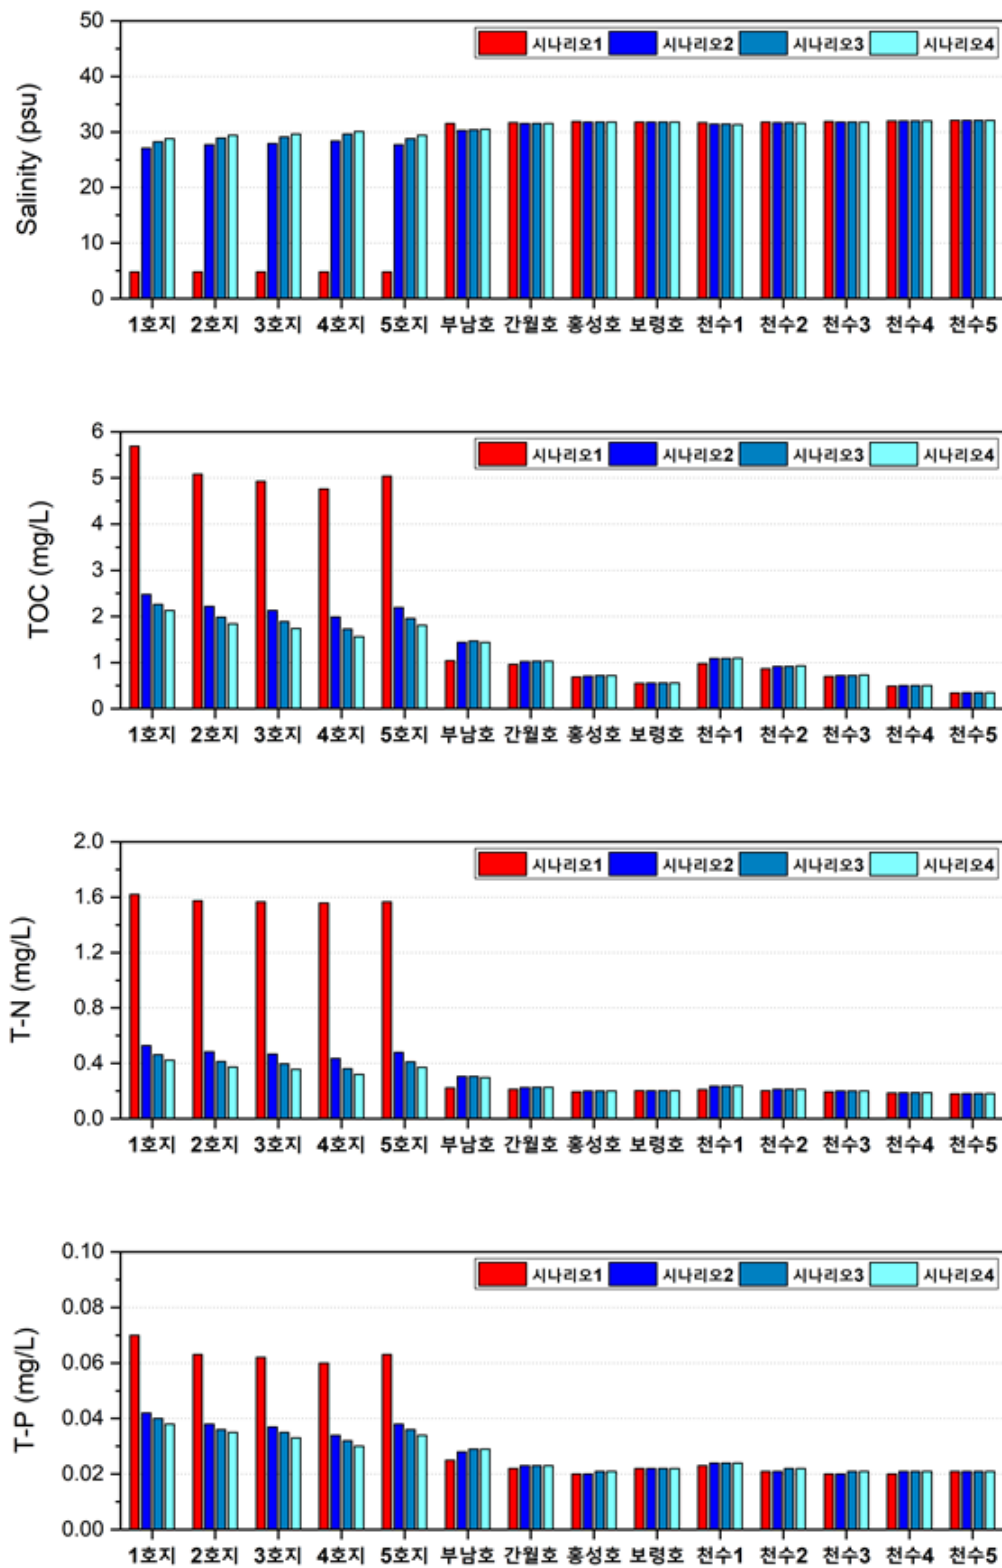 50
시나리오1 시나리오2 시나리오3 시나리오4
40
30
20
10
0
Salinity (psu)
1호지 2호지 3호지 4호지 5호지 부남호 간월호 홍성호 보령호 천수1 천수2 천수3 천수4 천수5
6
시나리오1 시나리오2 시나리오3 시나리오4
5
4
3
2
1
0
TOC (mg/L)
1호지 2호지 3호지 4호지 5호지 부남호 간월호 홍성호 보령호 천수1 천수2 천수3 천수4 천수5
2.0
시나리오1 시나리오2 시나리오3 시나리오4
1.6
1.2
0.8
0.4
0.0
T-N (mg/L)
1호지 2호지 3호지 4호지 5호지 부남호 간월호 홍성호 보령호 천수1 천수2 천수3 천수4 천수5
0.10
시나리오1 시나리오2 시나리오3 시나리오4
0.08
0.06
0.04
0.02
0.00
T-P (mg/L)
1호지 2호지 3호지 4호지 5호지 부남호 간월호 홍성호 보령호 천수1 천수2 천수3 천수4 천수5